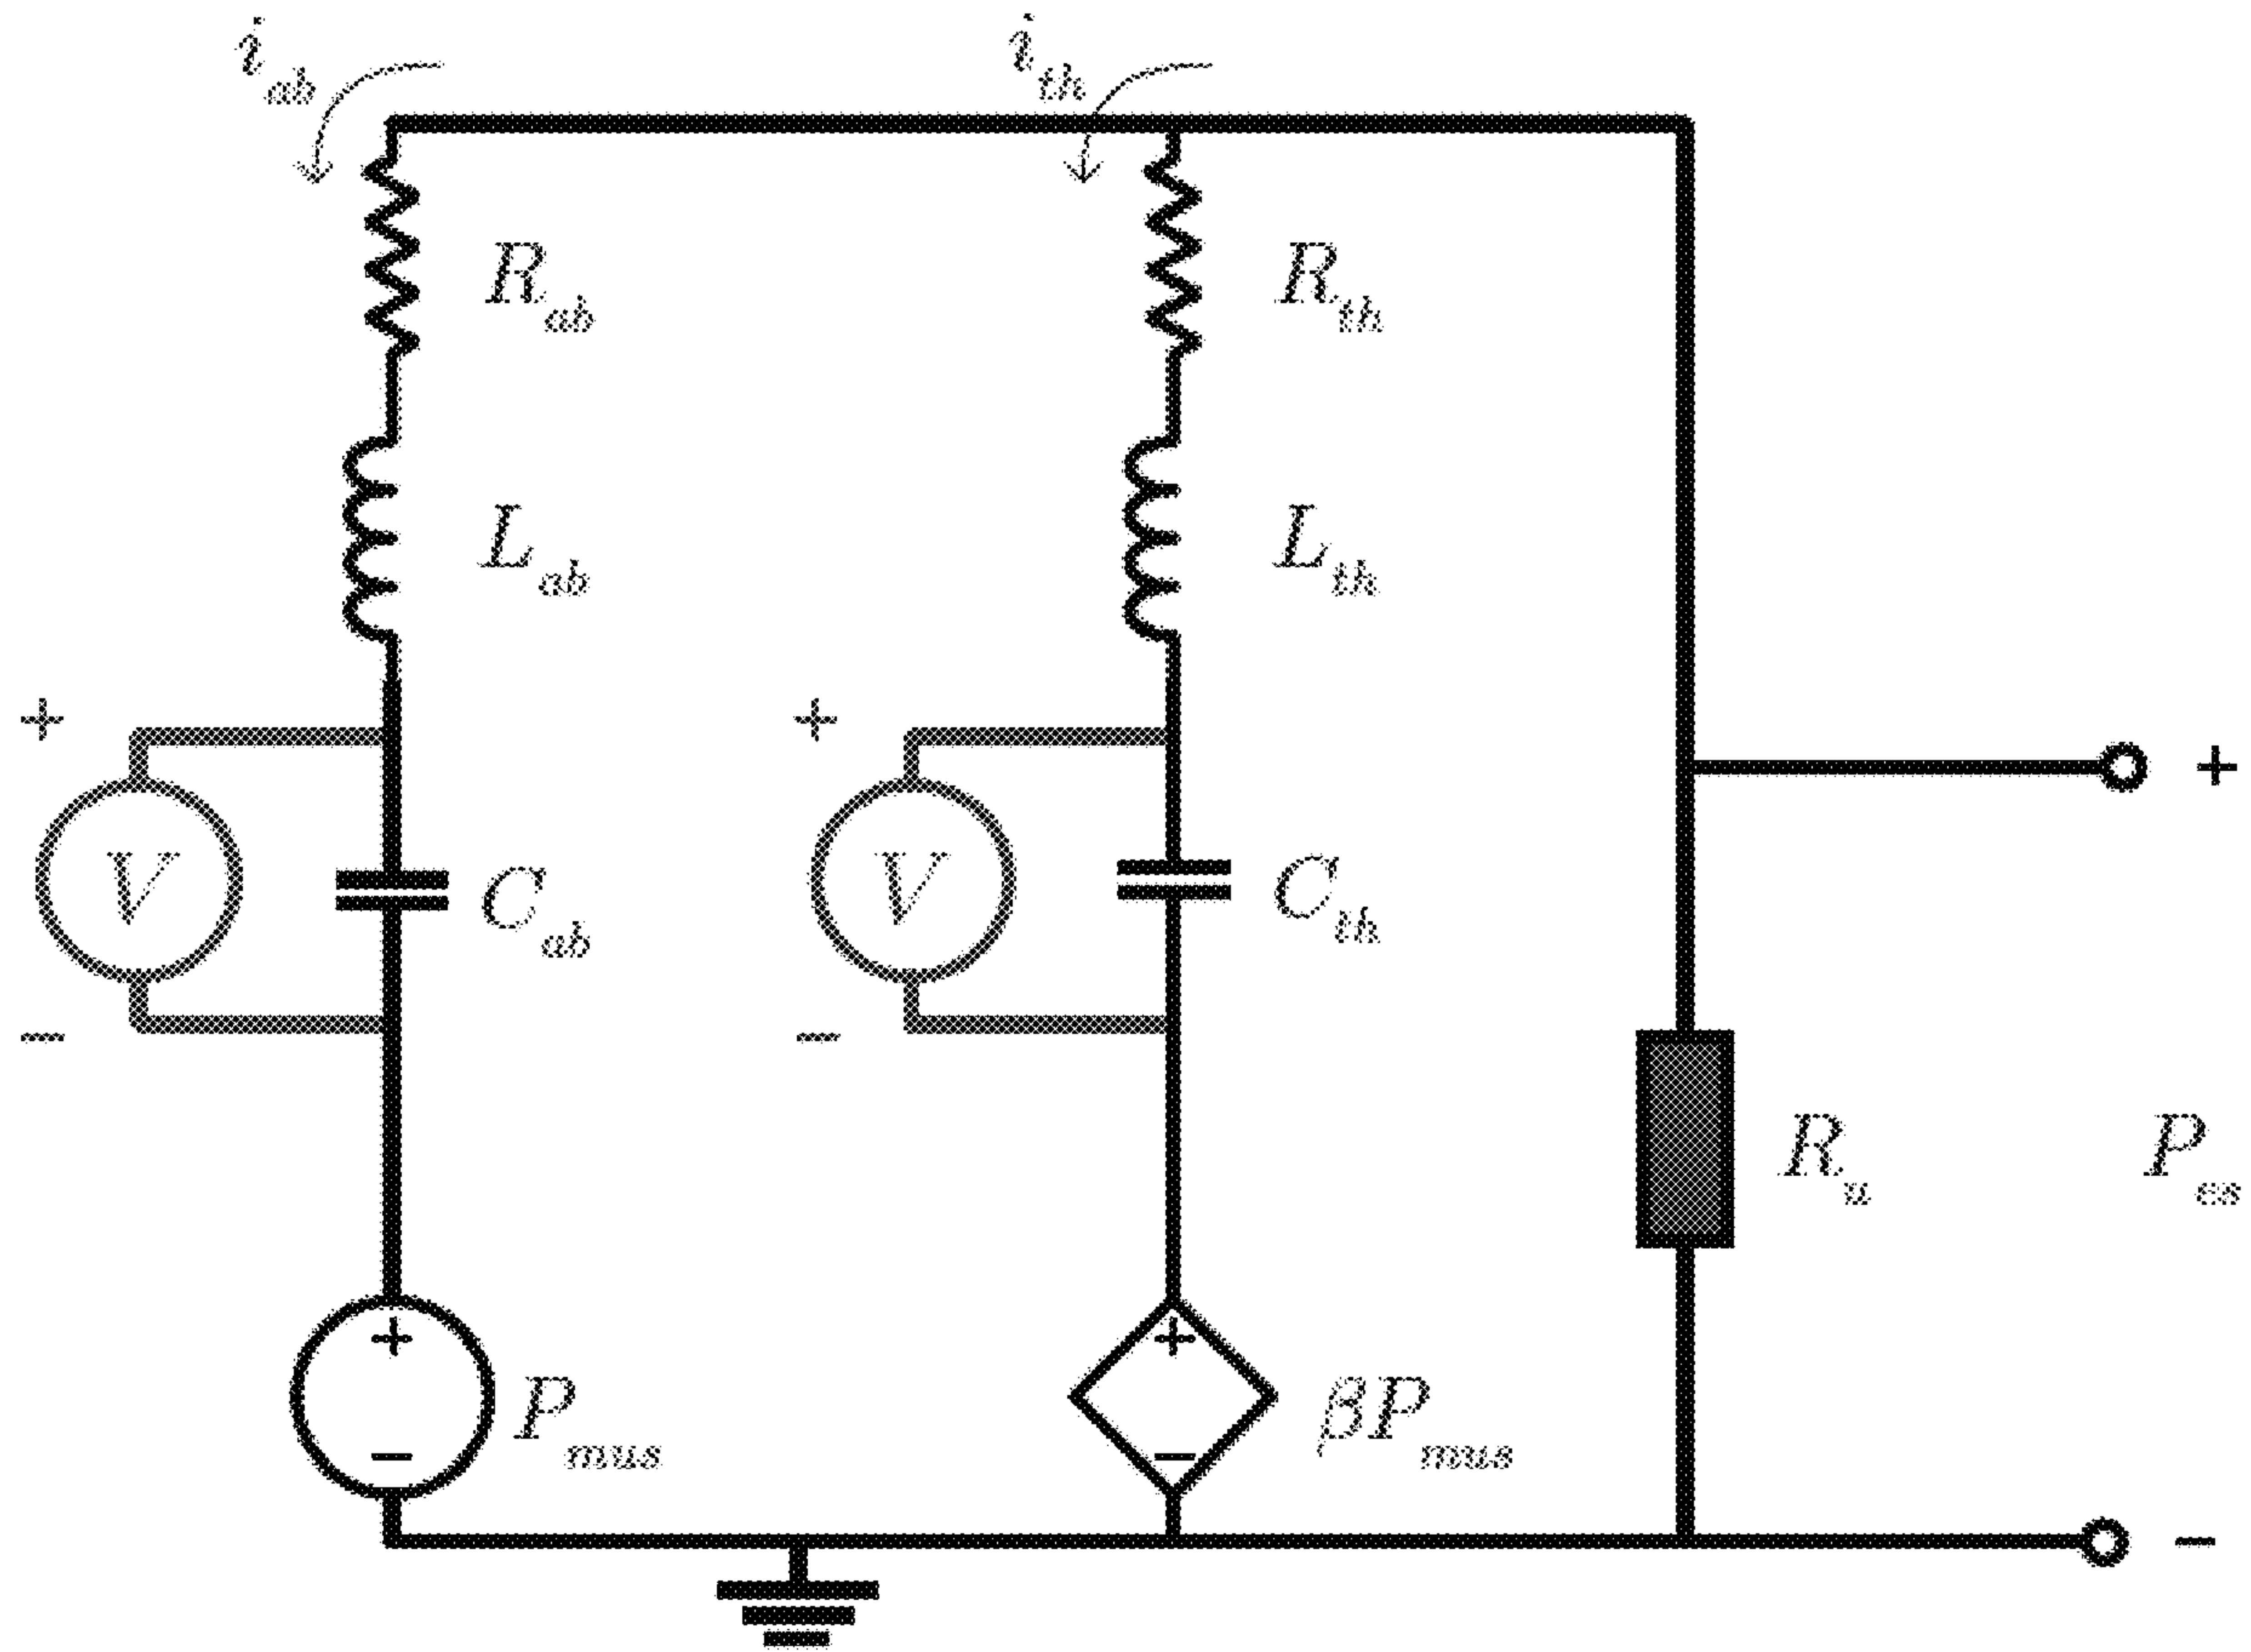 i_ab i_th
R_ab R_th
L_ab L_th
+ + +
V C_ab V C_th
− −
R_u P_es
+ P_mus + βP_mus
− − −